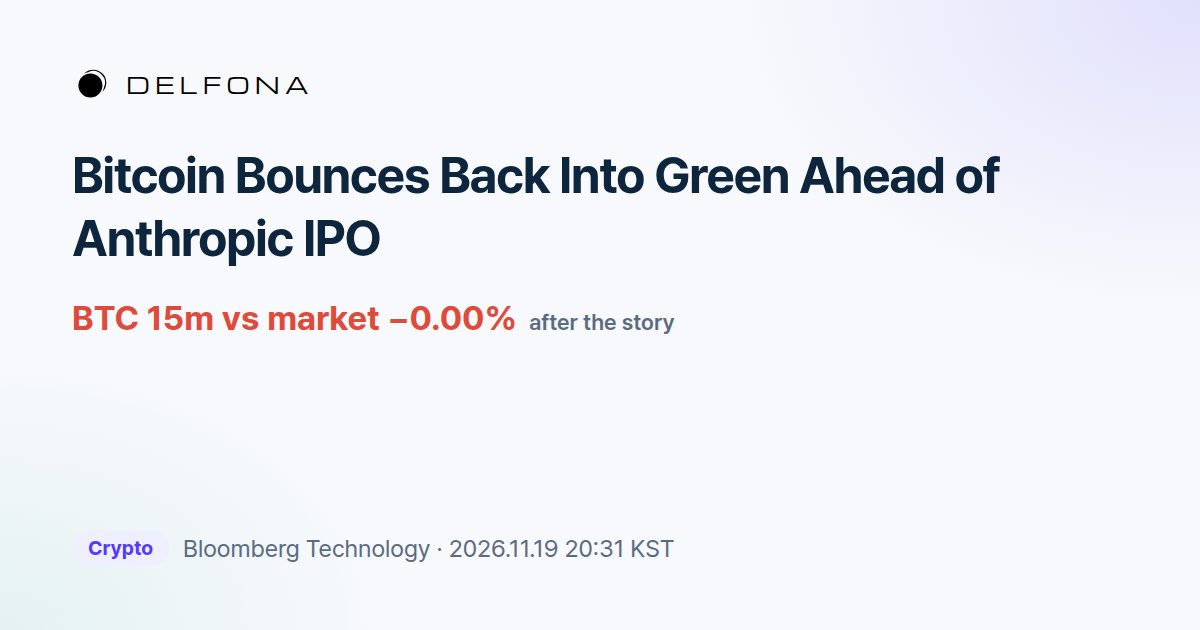 DELFONA
Bitcoin Bounces Back Into Green Ahead of
Anthropic IPO
BTC 15m vs market −0.00% after the story
Crypto Bloomberg Technology · 2026.11.19 20:31 KST